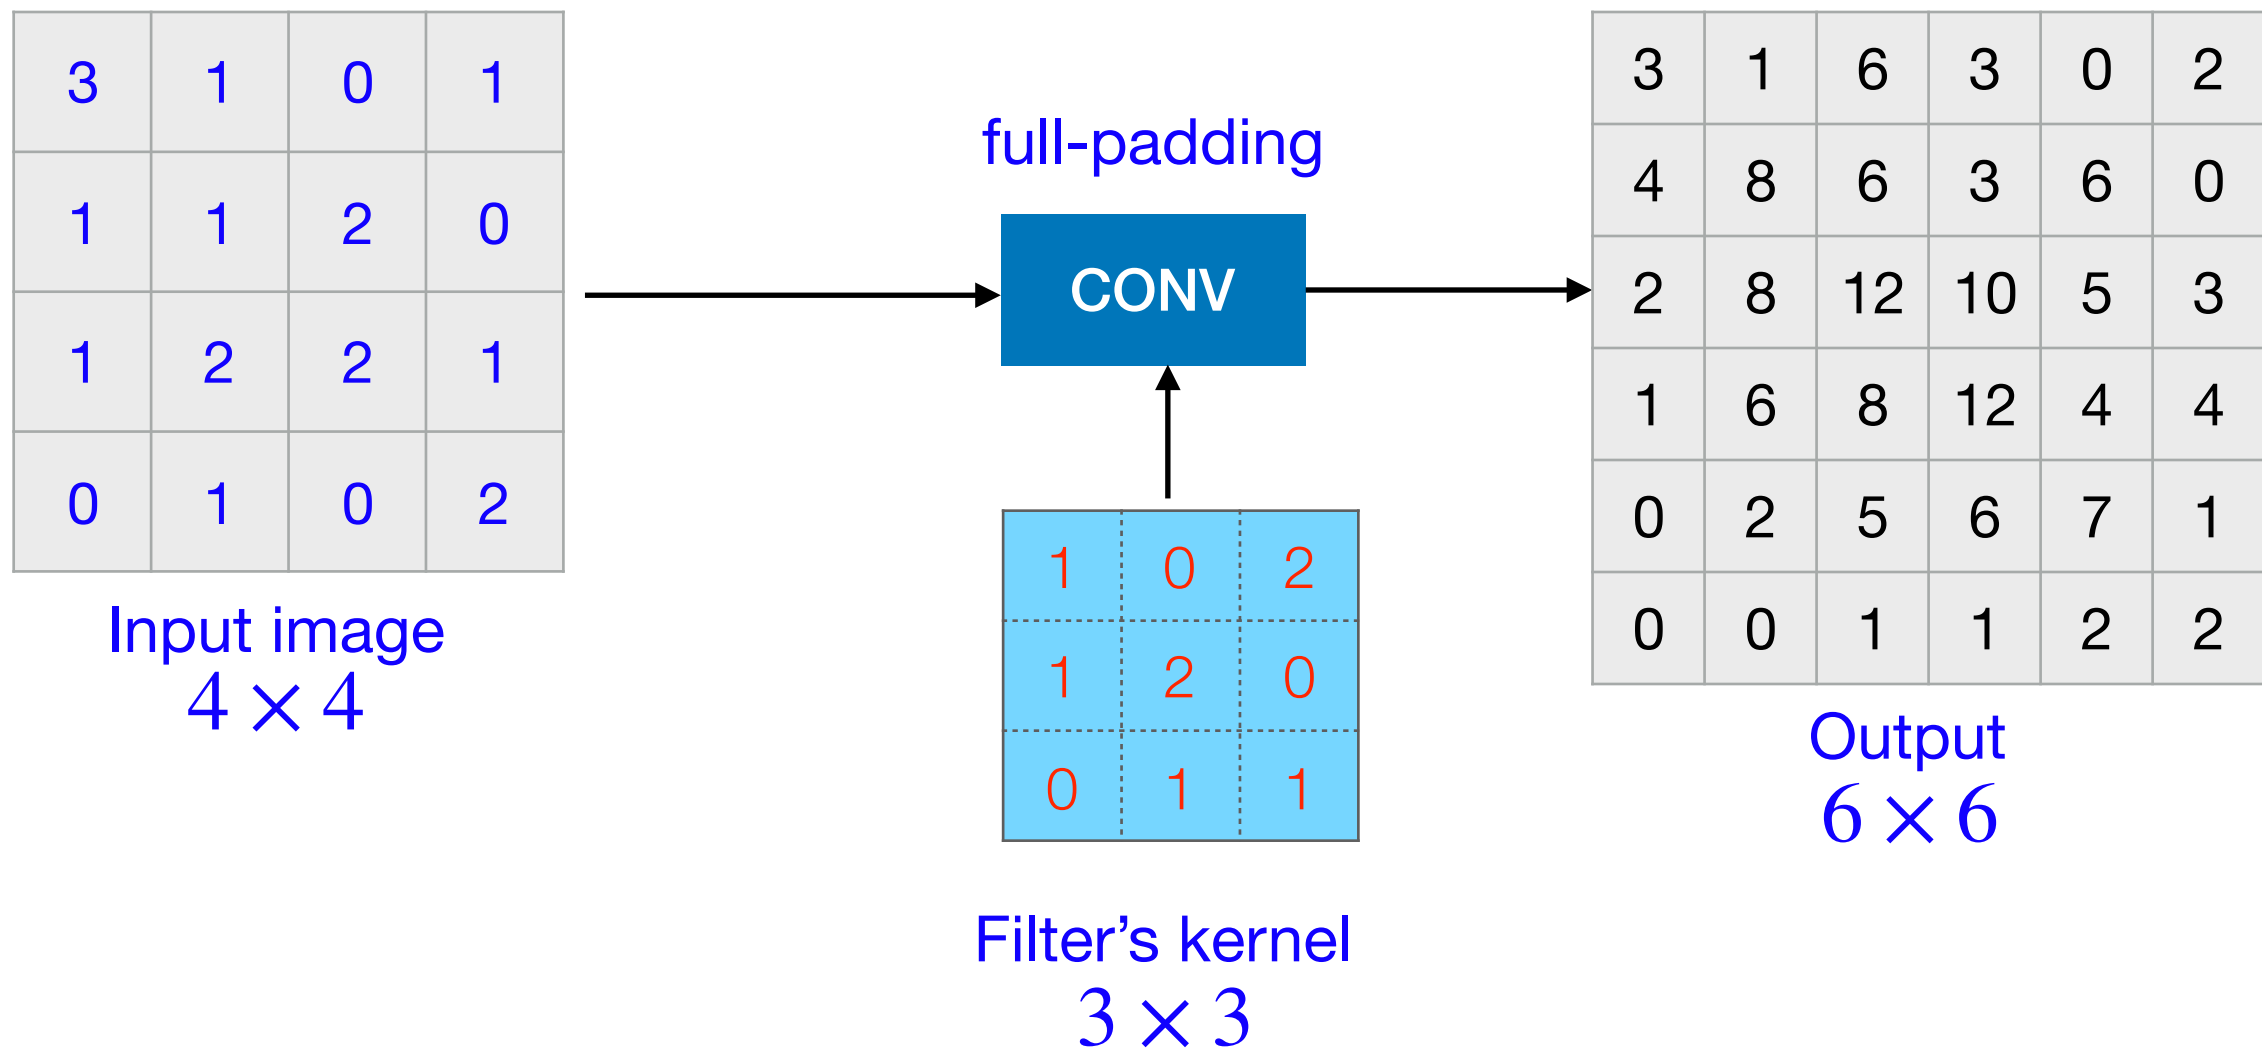 3 1 0 1
1 1 2 0
1 2 2 1
0 1 0 2
Input image
4 × 4
full-padding
CONV
1 0 2
1 2 0
0 1 1
Filter’s kernel
3 × 3
3 1 6 3 0 2
4 8 6 3 6 0
2 8 12 10 5 3
1 6 8 12 4 4
0 2 5 6 7 1
0 0 1 1 2 2
Output
6 × 6